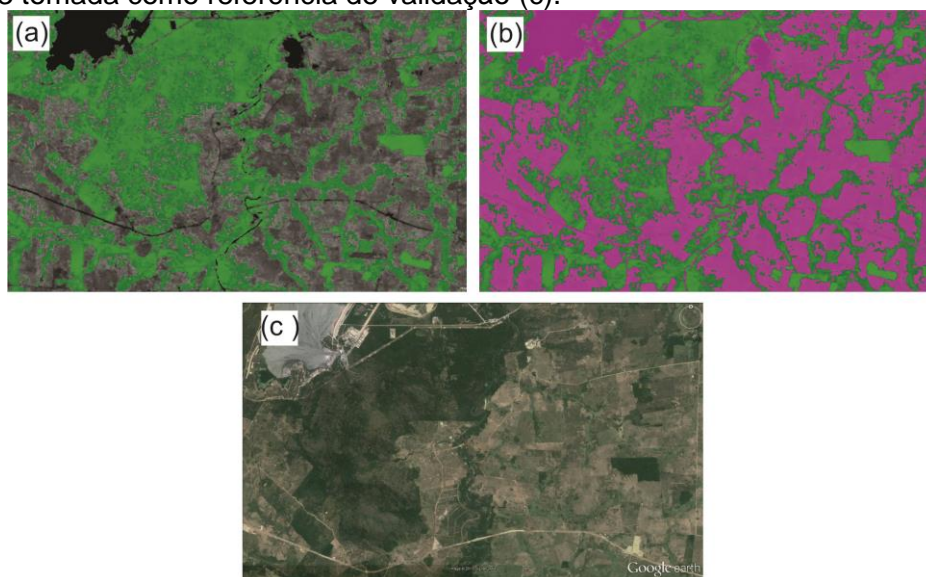 tomada como referência de validação (c).
(a)
(b)
(c )
Google earth